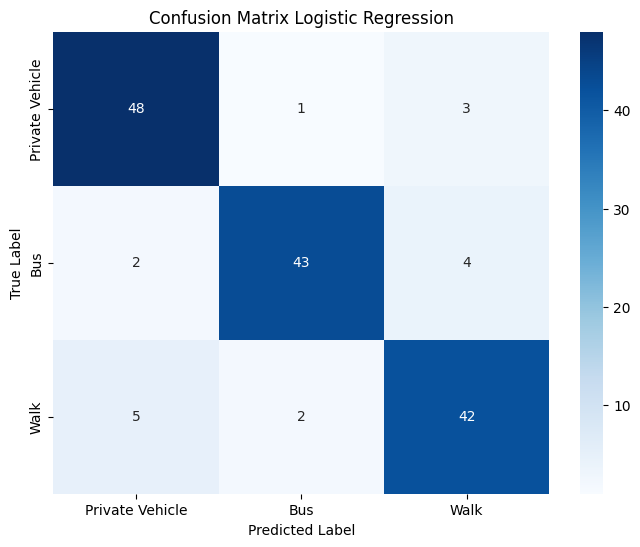 Confusion Matrix Logistic Regression
Private Vehicle
48
1
3
40
30
True Label
Bus
2
43
4
20
Walk
5
2
42
10
Private Vehicle
Bus
Walk
Predicted Label